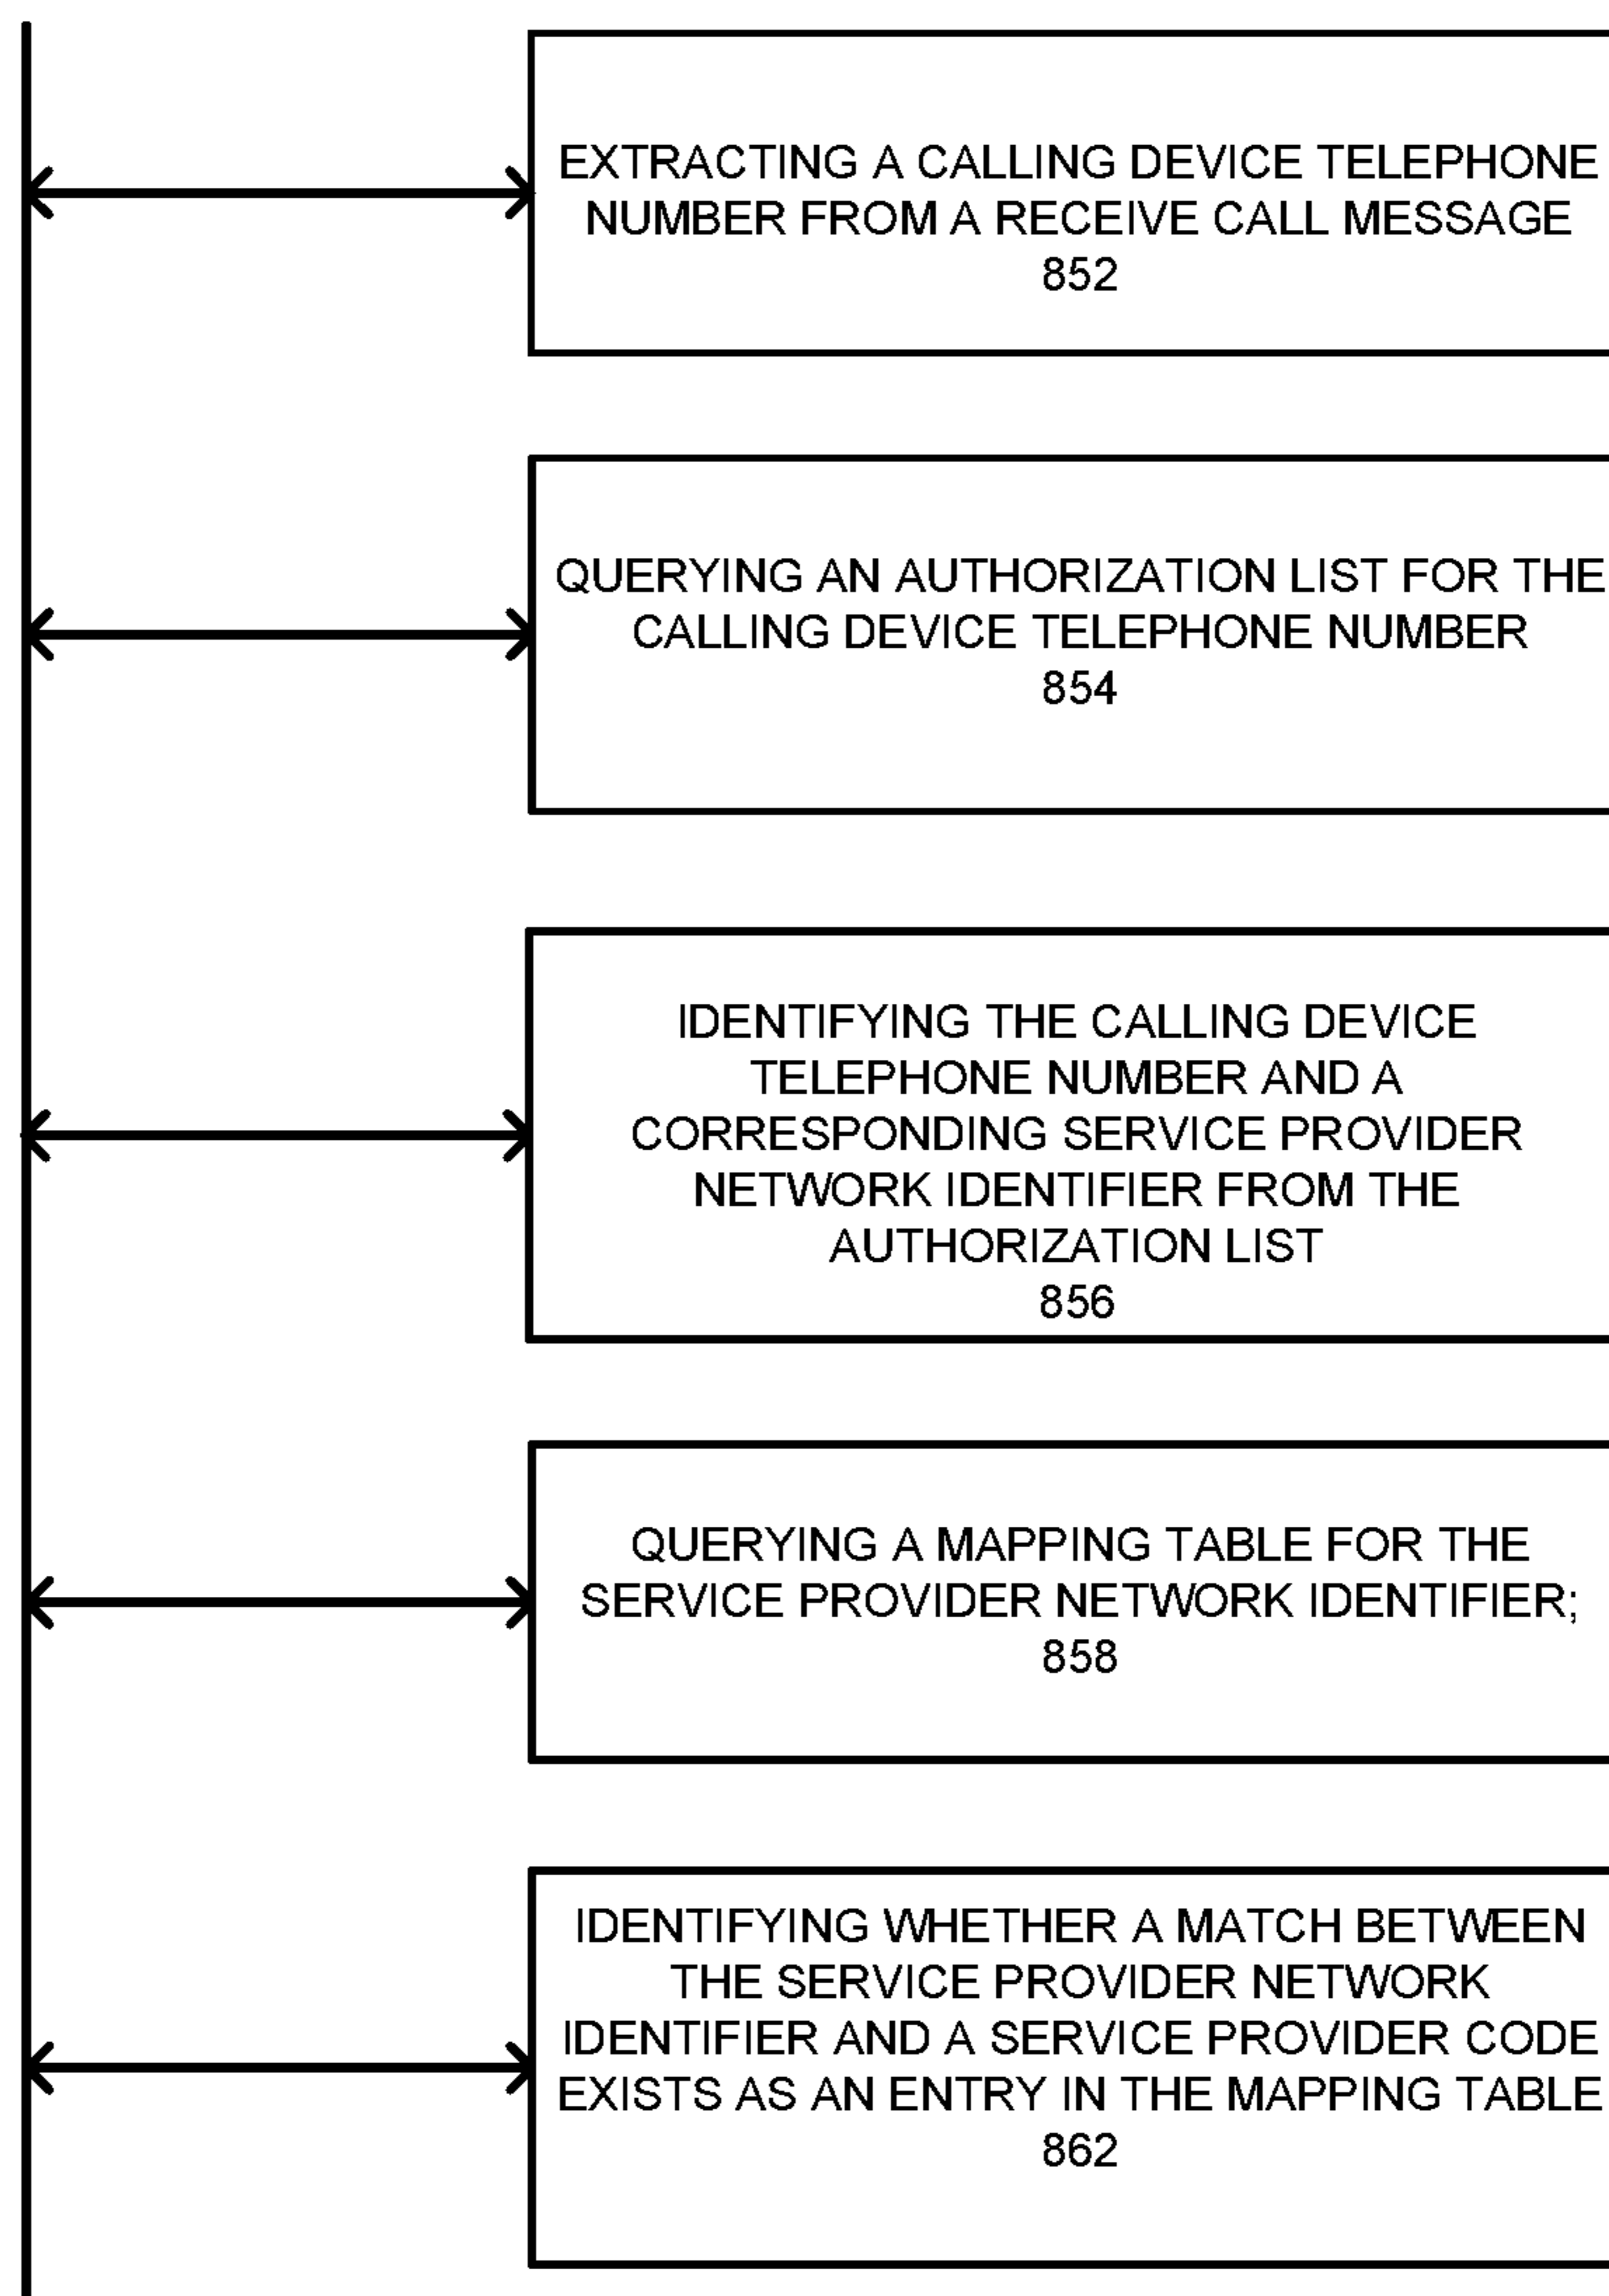 EXTRACTING A CALLING DEVICE TELEPHONE
NUMBER FROM A RECEIVE CALL MESSAGE
852
QUERYING AN AUTHORIZATION LIST FOR THE
CALLING DEVICE TELEPHONE NUMBER
854
IDENTIFYING THE CALLING DEVICE
TELEPHONE NUMBER AND A
CORRESPONDING SERVICE PROVIDER
NETWORK IDENTIFIER FROM THE
AUTHORIZATION LIST
856
QUERYING A MAPPING TABLE FOR THE
SERVICE PROVIDER NETWORK IDENTIFIER;
858
IDENTIFYING WHETHER A MATCH BETWEEN
THE SERVICE PROVIDER NETWORK
IDENTIFIER AND A SERVICE PROVIDER CODE
EXISTS AS AN ENTRY IN THE MAPPING TABLE
862